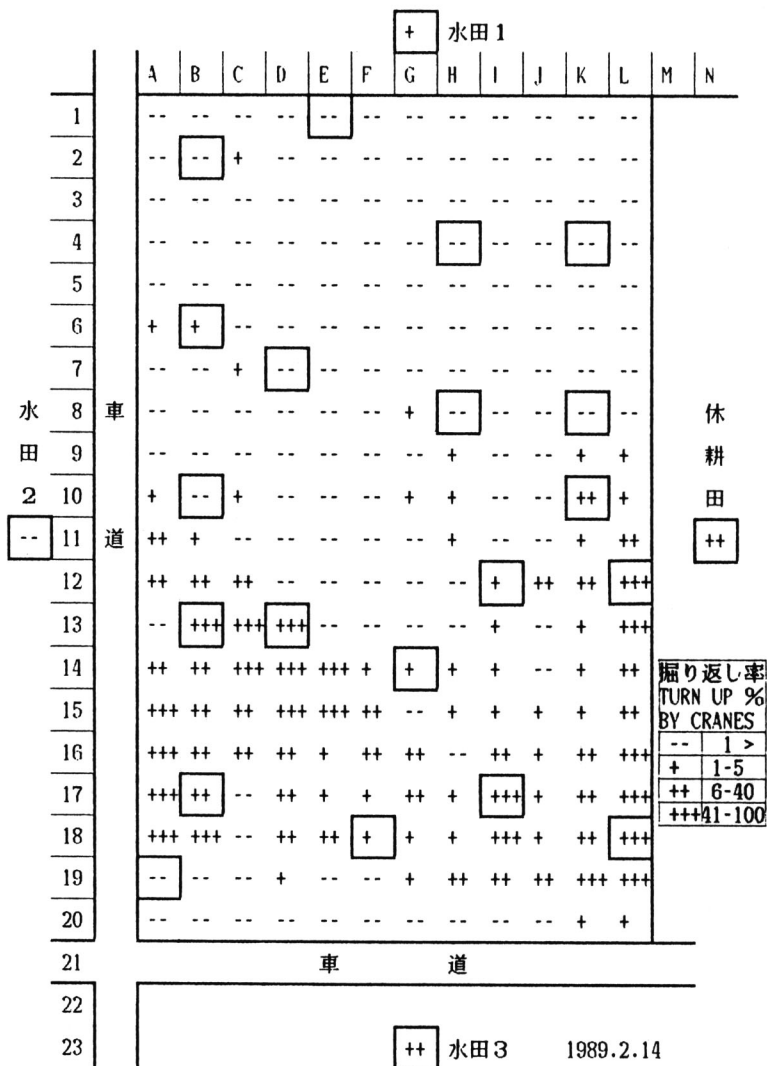 + 水田1
A B C D E F G H I J K L M N
1 -- -- -- -- -- -- -- -- -- -- -- --
2 -- -- + -- -- -- -- -- -- -- -- --
3 -- -- -- -- -- -- -- -- -- -- -- --
4 -- -- -- -- -- -- -- -- -- -- -- --
5 -- -- -- -- -- -- -- -- -- -- -- --
6 + + -- -- -- -- -- -- -- -- -- --
7 -- -- + -- -- -- -- -- -- -- -- --
8 -- -- -- -- -- -- + -- -- -- -- --
9 -- -- -- -- -- -- -- + -- -- + +
10 + -- + -- -- -- + + -- -- ++ +
11 ++ + -- -- -- -- -- + -- -- + ++
12 ++ ++ ++ -- -- -- -- -- + ++ ++ +++
13 -- +++ +++ +++ -- -- -- -- + -- + +++
14 ++ ++ +++ +++ +++ + + + + -- + ++
15 +++ ++ ++ +++ +++ ++ -- + + + + ++
16 +++ ++ ++ ++ + ++ ++ -- ++ + ++ +++
17 +++ ++ -- ++ + + ++ + +++ + ++ +++
18 +++ +++ -- ++ ++ + + + +++ + ++ +++
19 -- -- -- + -- -- + ++ ++ ++ +++ +++
20 -- -- -- -- -- -- -- -- -- -- + +
21 車道
22
23 ++ 水田3 1989.2.14
水田2
--
車道
休耕田
++
掘り返し率
TURN UP %
BY CRANES
-- 1 >
+ 1-5
++ 6-40
+++ 41-100